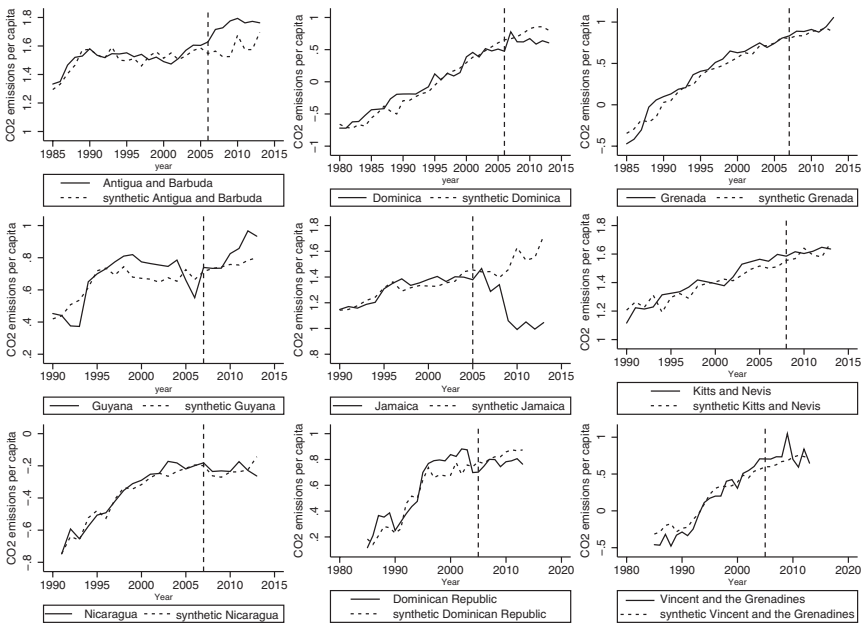 CO2 emissions per capita
1 1.2 1.4 1.6 1.8
1985 1990 1995 2000 2005 2010 2015
year
Antigua and Barbuda
synthetic Antigua and Barbuda
CO2 emissions per capita
-1 -.5 0 .5 1
1980 1985 1990 1995 2000 2005 2010 2015
year
Dominica synthetic Dominica
CO2 emissions per capita
-.5 0 .5 1
1985 1990 1995 2000 2005 2010 2015
year
Grenada synthetic Grenada
CO2 emissions per capita
.2 .4 .6 .8 1
1990 1995 2000 2005 2010 2015
year
Guyana synthetic Guyana
CO2 emissions per capita
.8 1 1.2 1.4 1.6 1.8
1990 1995 2000 2005 2010 2015
Year
Jamaica synthetic Jamaica
CO2 emissions per capita
1 1.2 1.4 1.6 1.8
1990 1995 2000 2005 2010 2015
Year
Kitts and Nevis
synthetic Kitts and Nevis
CO2 emissions per capita
-.8 -.6 -.4 -.2 0
1990 1995 2000 2005 2010 2015
Year
Nicaragua synthetic Nicaragua
CO2 emissions per capita
.2 .4 .6 .8 1
1980 1990 2000 2010 2020
Year
Dominican Republic
synthetic Dominican Republic
CO2 emissions per capita
-.5 0 .5 1
1980 1990 2000 2010 2020
Year
Vincent and the Grenadines
synthetic Vincent and the Grenadines